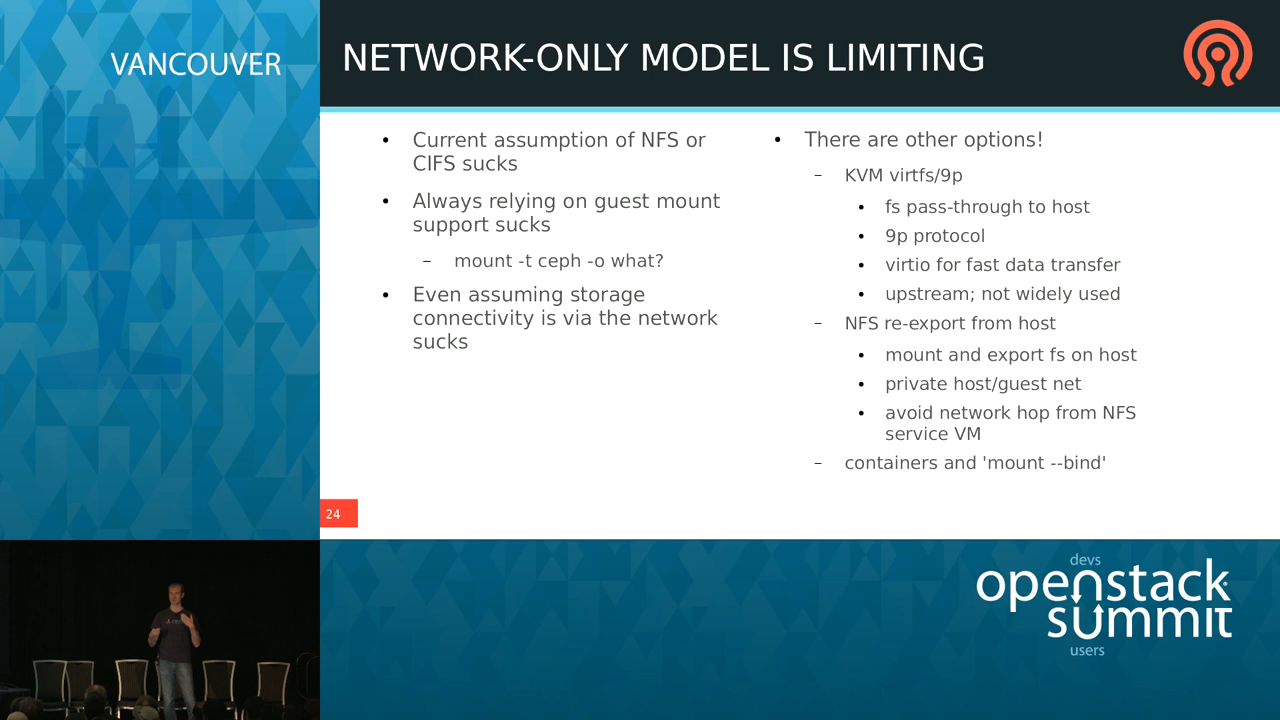 VANCOUVER
NETWORK-ONLY MODEL IS LIMITING
• Current assumption of NFS or
CIFS sucks
• Always relying on guest mount
support sucks
– mount -t ceph -o what?
• Even assuming storage
connectivity is via the network
sucks
• There are other options!
– KVM virtfs/9p
• fs pass-through to host
• 9p protocol
• virtio for fast data transfer
• upstream; not widely used
– NFS re-export from host
• mount and export fs on host
• private host/guest net
• avoid network hop from NFS
service VM
– containers and 'mount --bind'
24
devs
openstack
summit
users